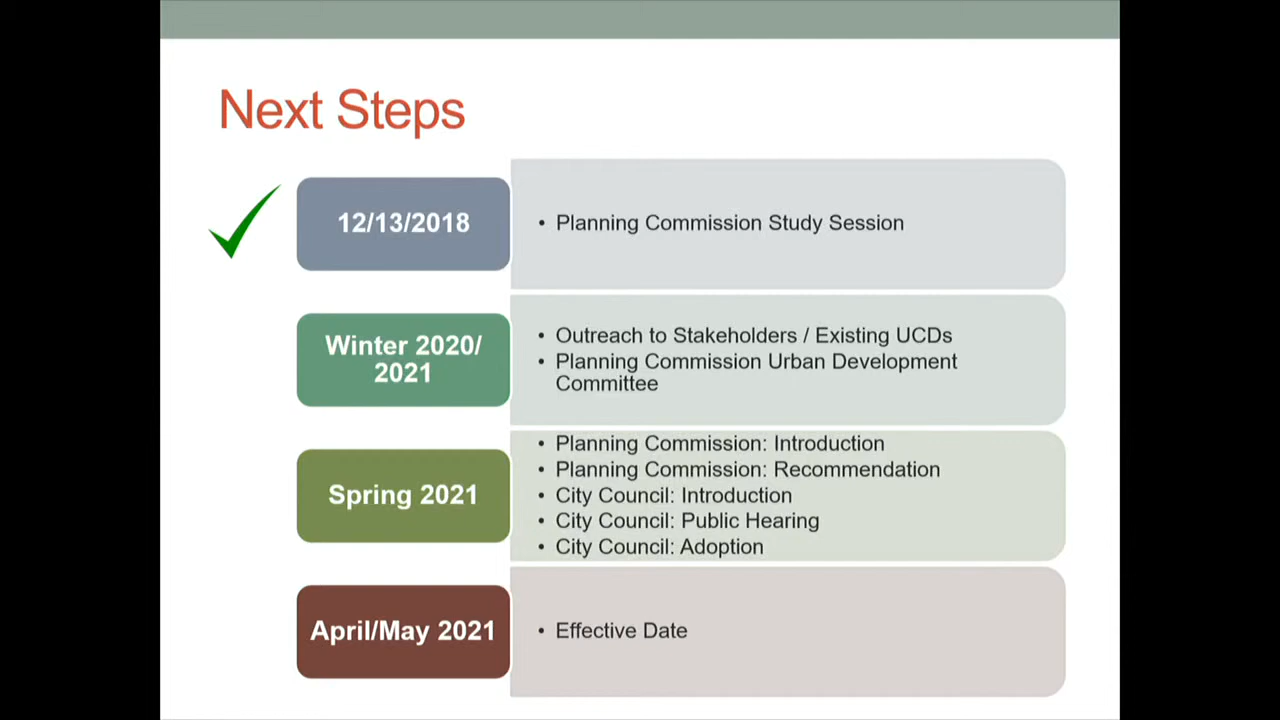 Next Steps
12/13/2018
• Planning Commission Study Session
Winter 2020/
2021
• Outreach to Stakeholders / Existing UCDs
• Planning Commission Urban Development
Committee
Spring 2021
• Planning Commission: Introduction
• Planning Commission: Recommendation
• City Council: Introduction
• City Council: Public Hearing
• City Council: Adoption
April/May 2021
• Effective Date